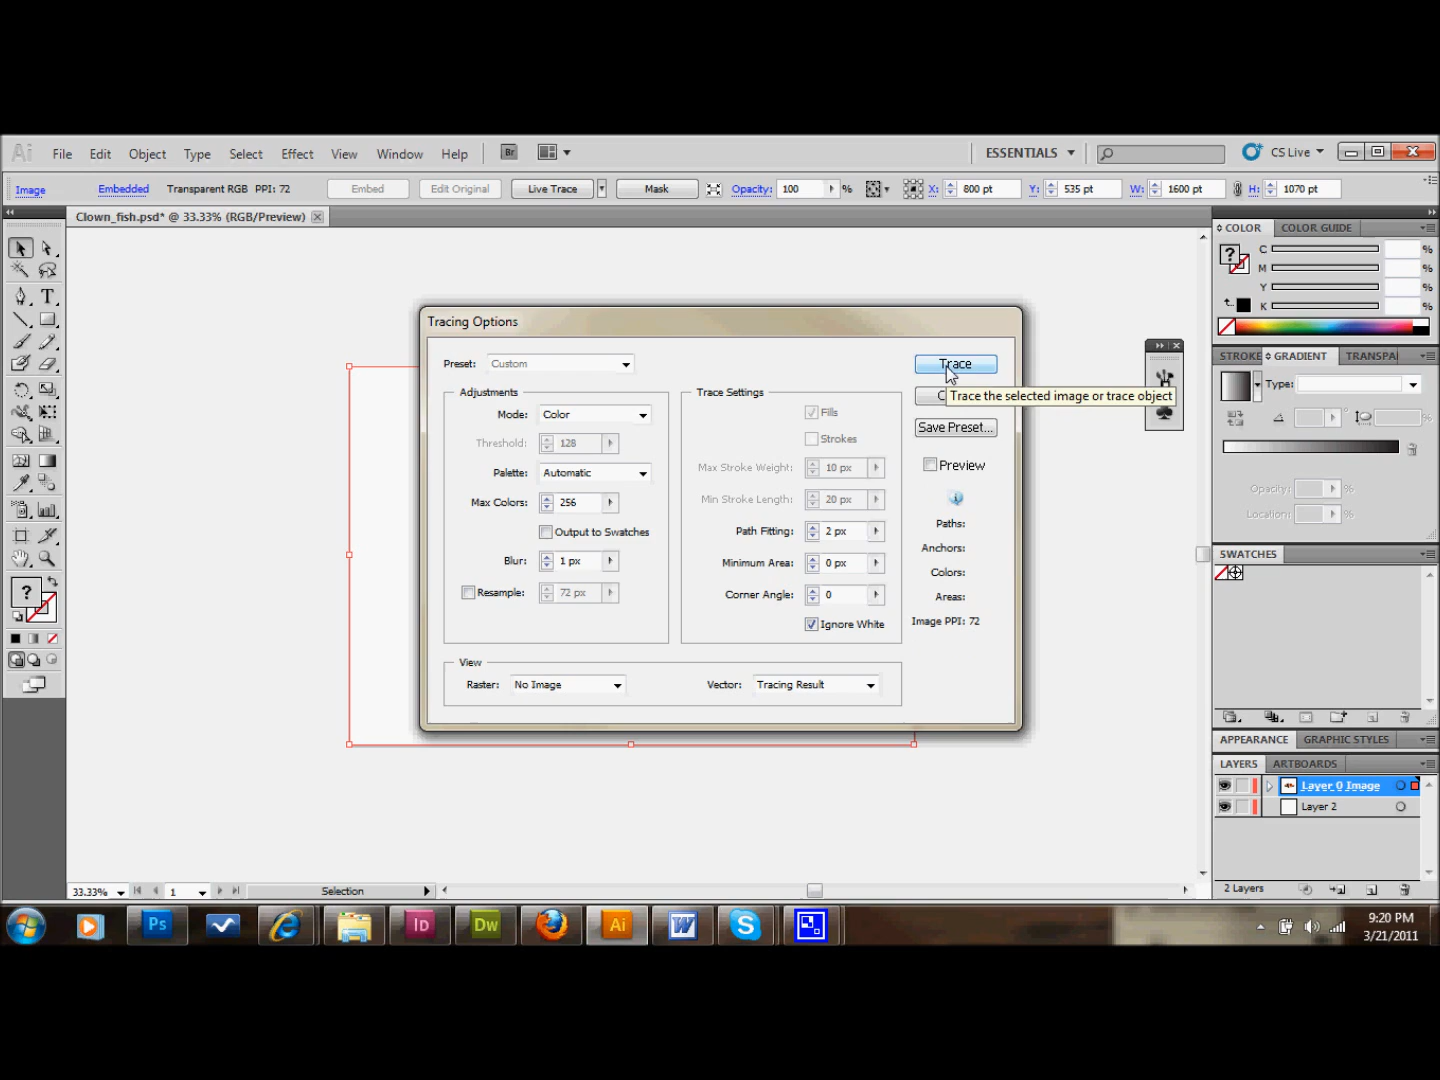 Ai File Edit Object Type Select Effect View Window Help Br ESSENTIALS CS Live
Image Embedded Transparent RGB PPI: 72 Embed Edit Original Live Trace Mask Opacity: 100 % X: 800 pt Y: 535 pt W: 1600 pt H: 1070 pt
Clown_fish.psd* @ 33.33% (RGB/Preview)
Tracing Options
Preset: Custom
Trace
Trace the selected image or trace object
Save Preset...
Preview
Adjustments
Mode: Color
Threshold: 128
Palette: Automatic
Max Colors: 256
Output to Swatches
Blur: 1 px
Resample: 72 px
Trace Settings
Fills
Strokes
Max Stroke Weight: 10 px
Min Stroke Length: 20 px
Path Fitting: 2 px
Minimum Area: 0 px
Corner Angle: 0
Ignore White
Paths:
Anchors:
Colors:
Areas:
Image PPI: 72
View
Raster: No Image
Vector: Tracing Result
COLOR COLOR GUIDE
? C %
M %
Y %
K %
STROKE GRADIENT TRANSPA
Type:
°
%
Opacity: %
Location: %
SWATCHES
APPEARANCE GRAPHIC STYLES
LAYERS ARTBOARDS
Layer 0 Image
Layer 2
2 Layers
T
?
33.33% 1 Selection
Ps Id Dw Ai W S
9:20 PM
3/21/2011